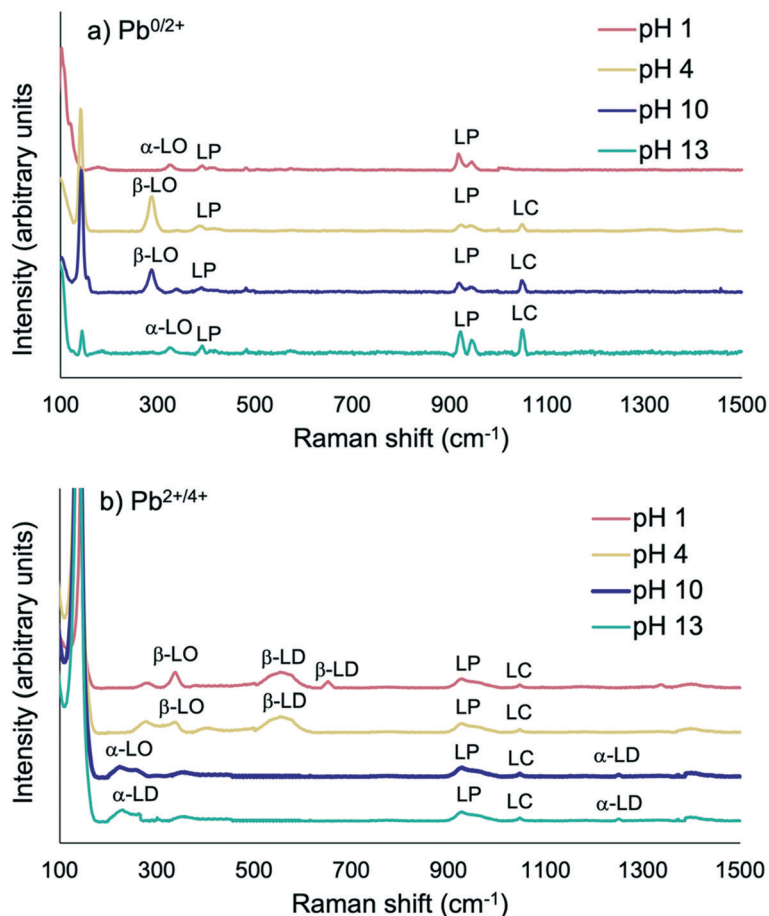 a) Pb0/2+
pH 1
pH 4
pH 10
pH 13
α-LO
LP
LP
β-LO
LP
LP
LC
β-LO
LP
LP
LC
α-LO
LP
LP
LC
Intensity (arbitrary units)
100 300 500 700 900 1100 1300 1500
Raman shift (cm-1)
b) Pb2+/4+
pH 1
pH 4
pH 10
pH 13
β-LO
β-LD
β-LD
LP
LC
β-LO
β-LD
LP
LC
α-LO
LP
LC
α-LD
α-LD
LP
LC
α-LD
Intensity (arbitrary units)
100 300 500 700 900 1100 1300 1500
Raman shift (cm-1)